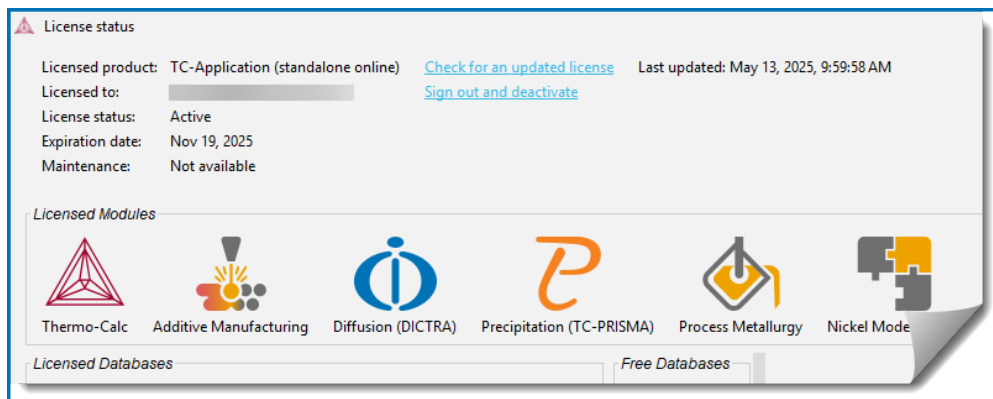 License status
Licensed product: TC-Application (standalone online) Check for an updated license Last updated: May 13, 2025, 9:59:58 AM
Licensed to: Sign out and deactivate
License status: Active
Expiration date: Nov 19, 2025
Maintenance: Not available
Licensed Modules
Thermo-Calc Additive Manufacturing Diffusion (DICTRA) Precipitation (TC-PRISMA) Process Metallurgy Nickel
Licensed Databases Free Databases